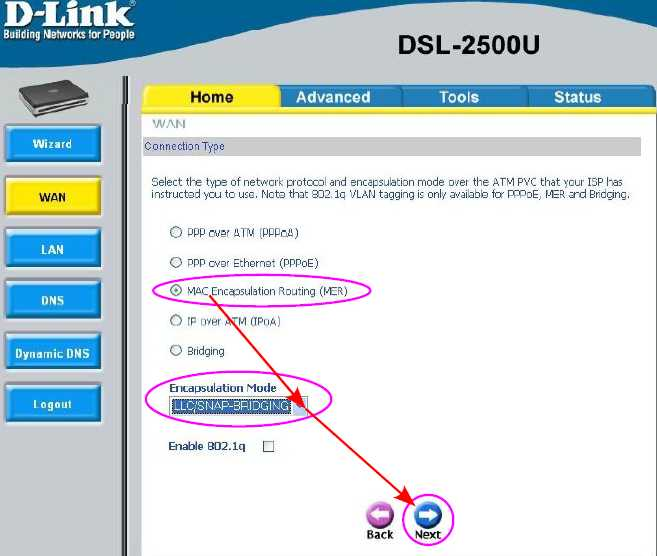 D-Link
Building Networks for People
DSL-2500U
Home Advanced Tools Status
Wizard
WAN
LAN
DNS
Dynamic DNS
Logout
WAN
Connection Type
Select the type of network protocol and encapsulation mode over the ATM PVC that your ISP has
instructed you to use. Note that 802.1q VLAN tagging is only available for PPPoE, MER and Bridging.
PPP over ATM (PPPoA)
PPP over Ethernet (PPPoE)
MAC Encapsulation Routing (MER)
IP over ATM (IPoA)
Bridging
Encapsulation Mode
LLC/SNAP-BRIDGING
Enable 802.1q
Back Next